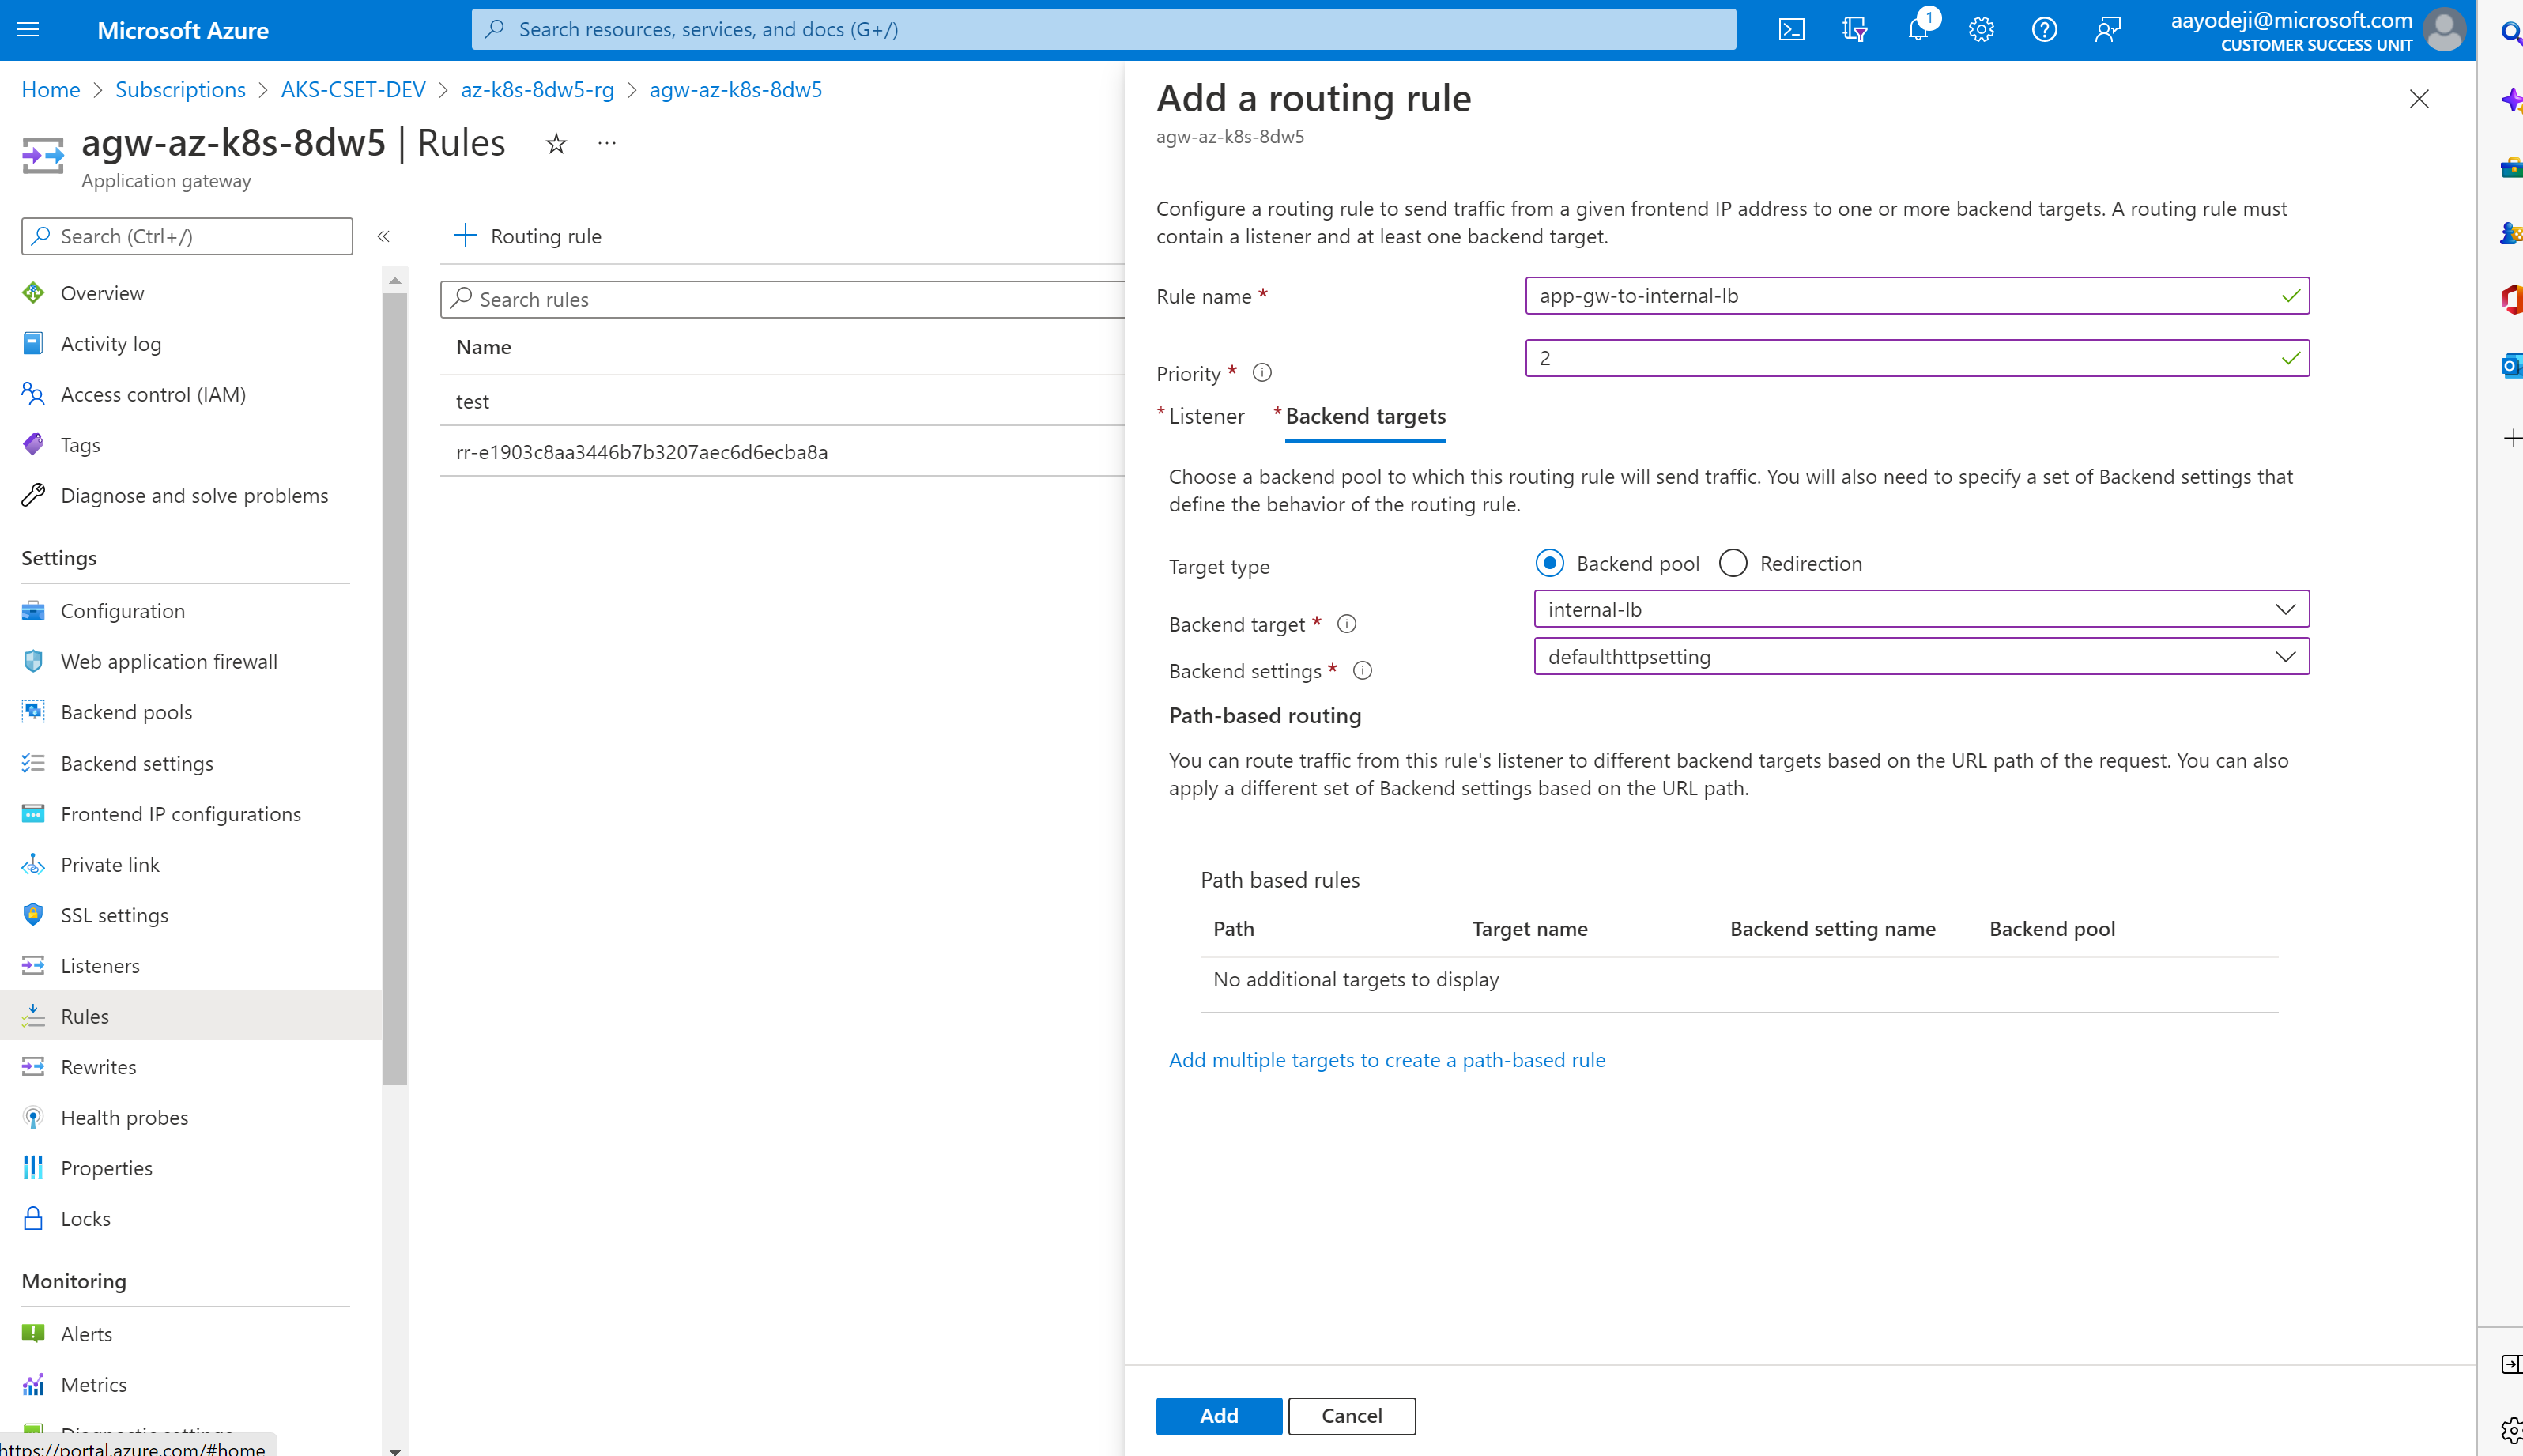 Microsoft Azure
Search resources, services, and docs (G+/)
1
aayodeji@microsoft.com
CUSTOMER SUCCESS UNIT
Home > Subscriptions > AKS-CSET-DEV > az-k8s-8dw5-rg > agw-az-k8s-8dw5
agw-az-k8s-8dw5 | Rules
Application gateway
Search (Ctrl+/)
Overview
Activity log
Access control (IAM)
Tags
Diagnose and solve problems
Settings
Configuration
Web application firewall
Backend pools
Backend settings
Frontend IP configurations
Private link
SSL settings
Listeners
Rules
Rewrites
Health probes
Properties
Locks
Monitoring
Alerts
Metrics
Diagnostic settings
https://portal.azure.com/#home
Routing rule
Search rules
Name
test
rr-e1903c8aa3446b7b3207aec6d6ecba8a
Add a routing rule
agw-az-k8s-8dw5
Configure a routing rule to send traffic from a given frontend IP address to one or more backend targets. A routing rule must
contain a listener and at least one backend target.
Rule name *
app-gw-to-internal-lb
Priority *
2
* Listener
* Backend targets
Choose a backend pool to which this routing rule will send traffic. You will also need to specify a set of Backend settings that
define the behavior of the routing rule.
Target type
Backend pool
Redirection
Backend target *
internal-lb
Backend settings *
defaulthttpsetting
Path-based routing
You can route traffic from this rule's listener to different backend targets based on the URL path of the request. You can also
apply a different set of Backend settings based on the URL path.
Path based rules
Path Target name Backend setting name Backend pool
No additional targets to display
Add multiple targets to create a path-based rule
Add
Cancel